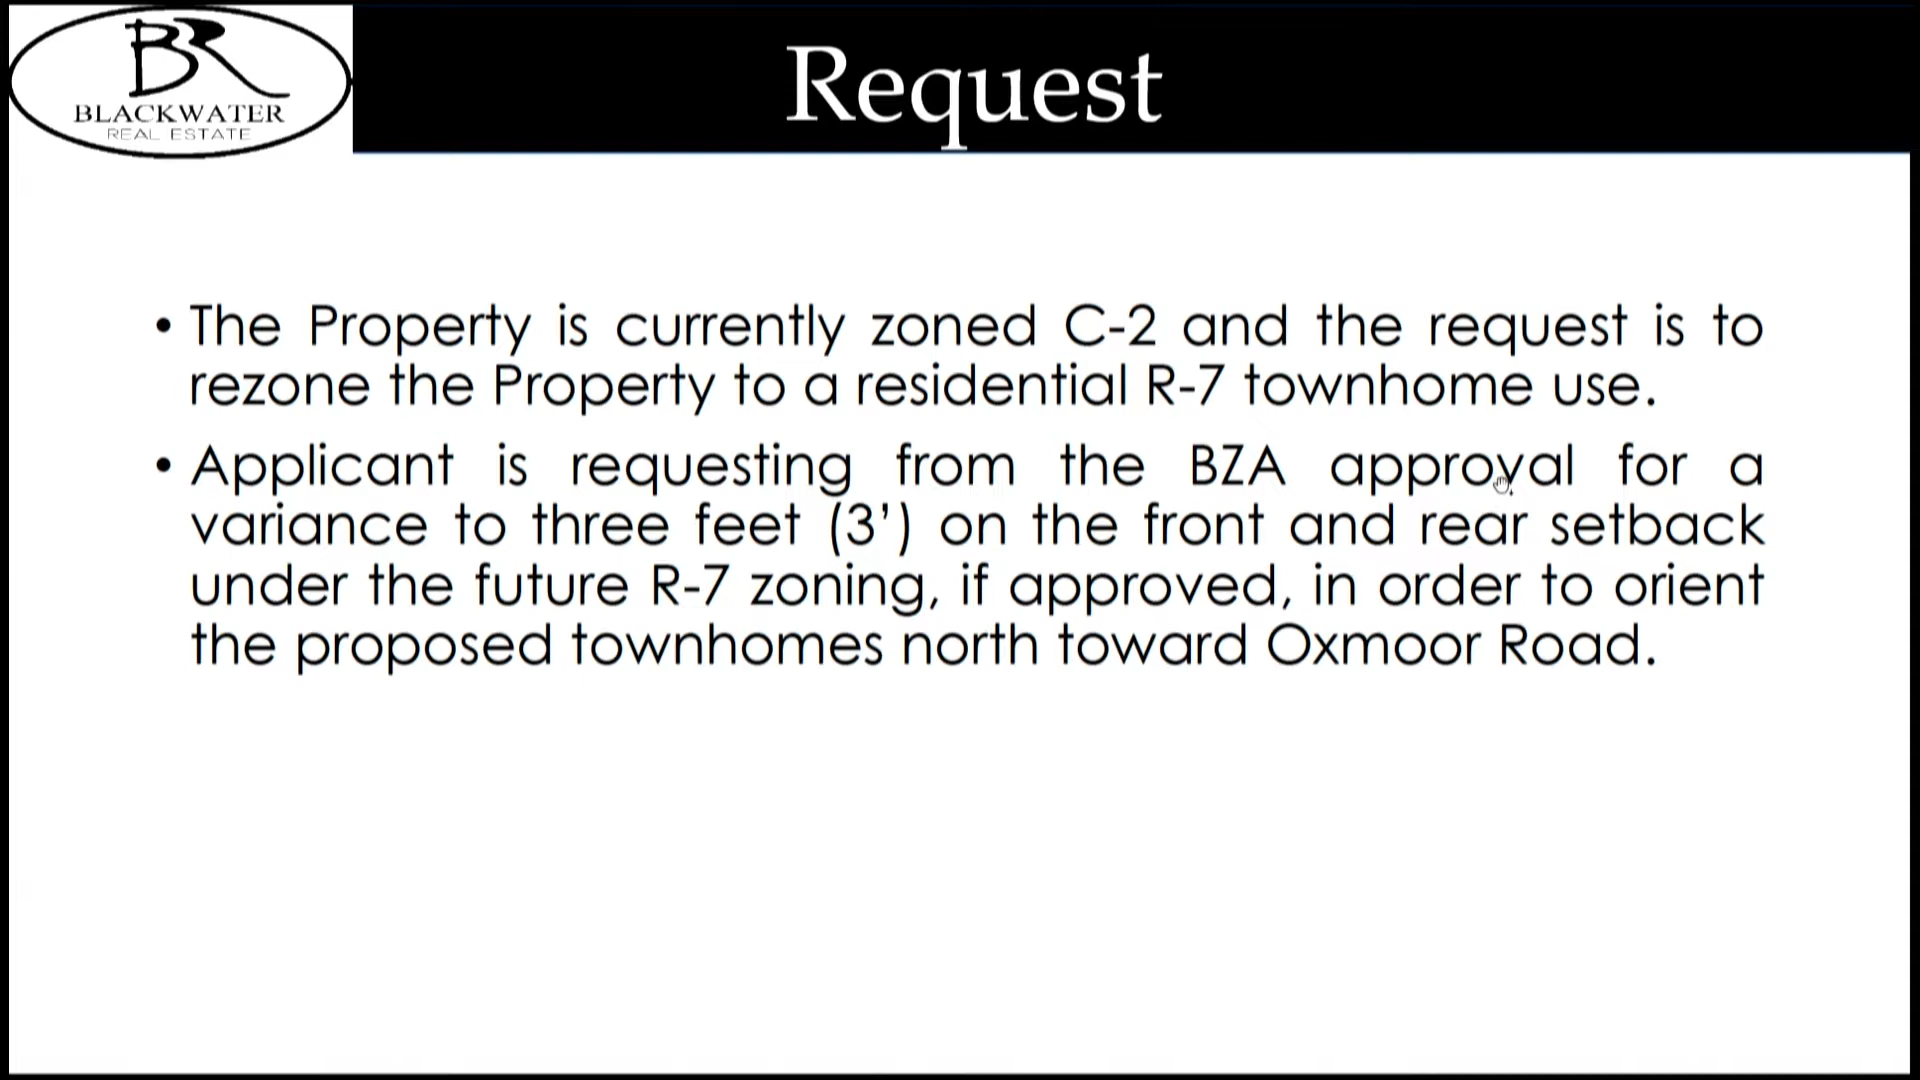 BR
BLACKWATER
REAL ESTATE
Request
• The Property is currently zoned C-2 and the request is to
rezone the Property to a residential R-7 townhome use.
• Applicant is requesting from the BZA approval for a
variance to three feet (3’) on the front and rear setback
under the future R-7 zoning, if approved, in order to orient
the proposed townhomes north toward Oxmoor Road.